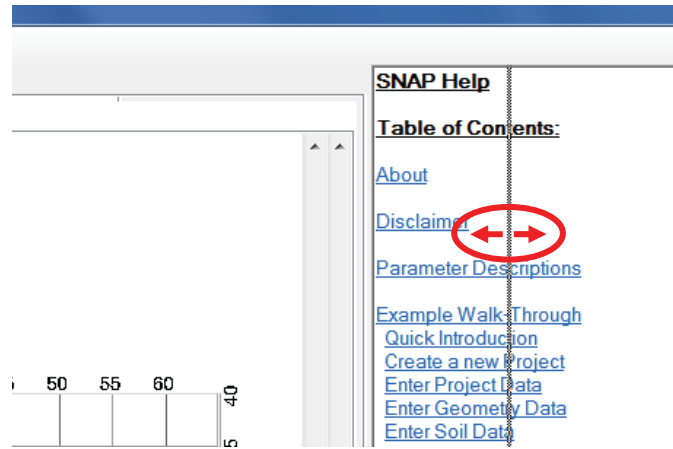 SNAP Help
Table of Contents:
About
Disclaimer
Parameter Descriptions
Example Walk-Through
Quick Introduction
Create a new Project
Enter Project Data
Enter Geometry Data
Enter Soil Data
50 55 60
40